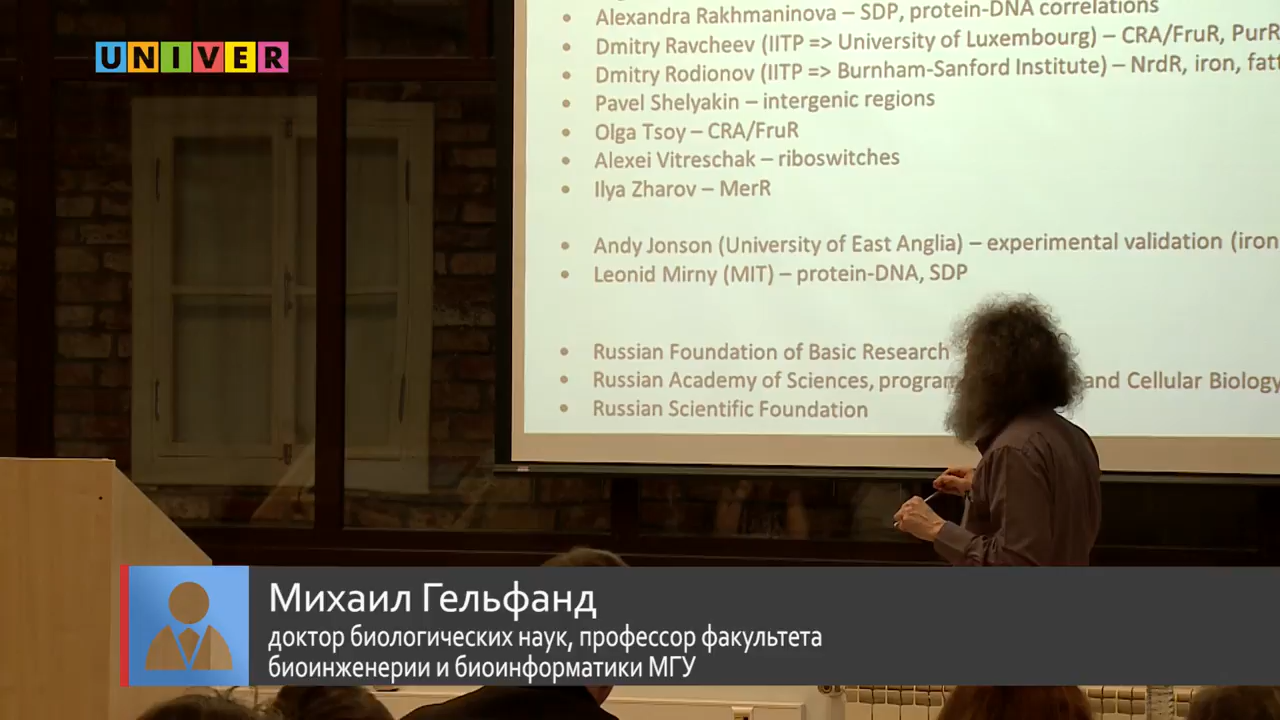 UNIVER
Alexandra Rakhmaninova – SDP, protein-DNA correlations
Dmitry Ravcheev (IITP => University of Luxembourg) – CRA/FruR, PurR
Dmitry Rodionov (IITP => Burnham-Sanford Institute) – NrdR, iron,
Pavel Shelyakin – intergenic regions
Olga Tsoy – CRA/FruR
Alexei Vitreschak – riboswitches
Ilya Zharov – MerR
Andy Jonson (University of East Anglia) – experimental validation (iron
Leonid Mirny (MIT) – protein-DNA, SDP
Russian Foundation of Basic Research
Russian Academy of Sciences, and Cellular Biology
Russian Scientific Foundation
Михаил Гельфанд
доктор биологических наук, профессор факультета
биоинженерии и биоинформатики МГУ